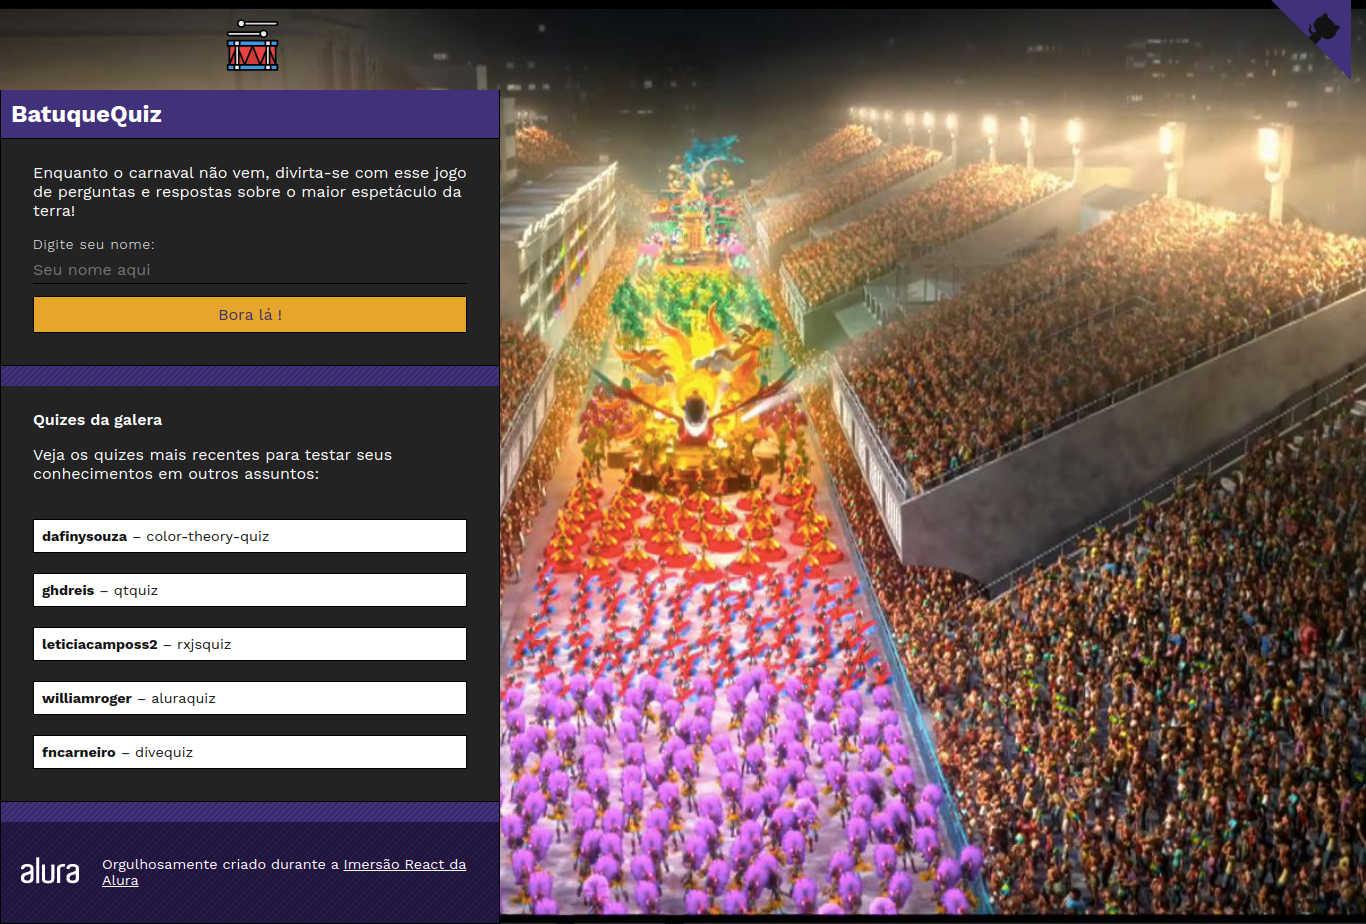 BatuqueQuiz
Enquanto o carnaval não vem, divirta-se com esse jogo
de perguntas e respostas sobre o maior espetáculo da
terra!
Digite seu nome:
Seu nome aqui
Bora lá !
Quizes da galera
Veja os quizes mais recentes para testar seus
conhecimentos em outros assuntos:
dafinysouza – color-theory-quiz
ghdreis – qtquiz
leticiacamposs2 – rxjsquiz
williamroger – aluraquiz
fncarneiro – divequiz
alura
Orgulhosamente criado durante a Imersão React da
Alura